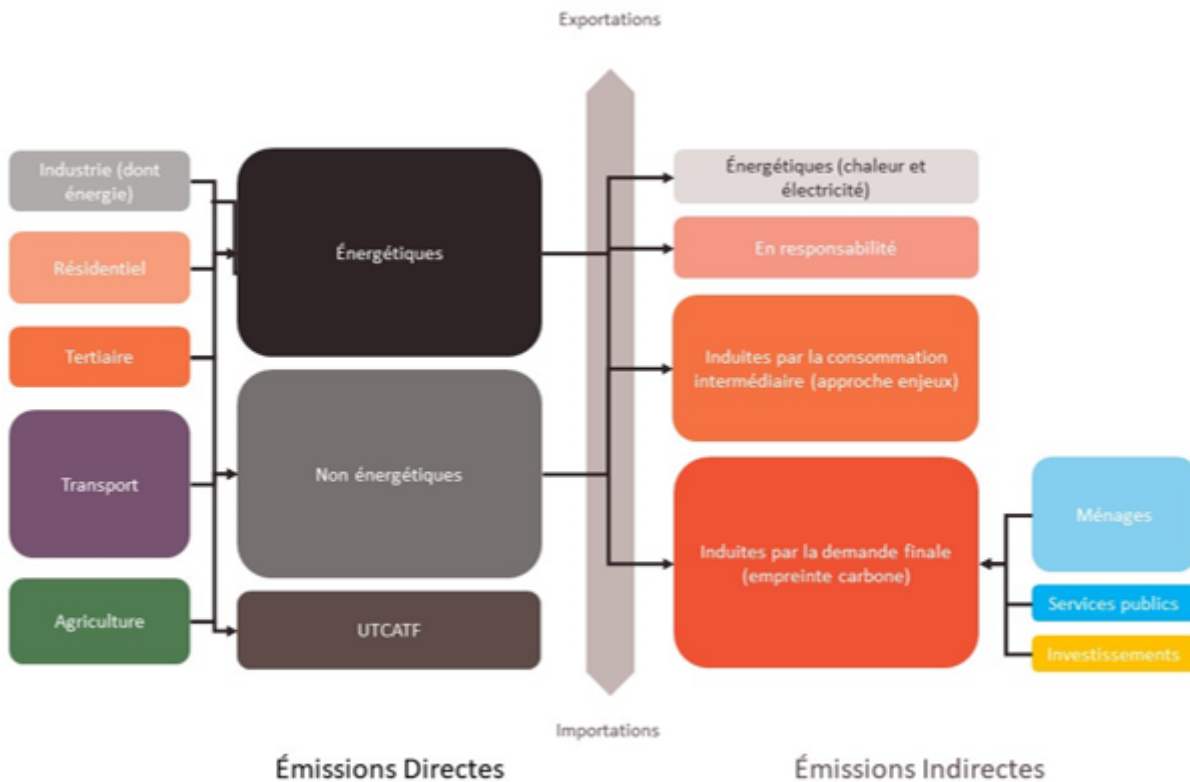 Exportations
Industrie (dont
énergie)
Résidentiel
Tertiaire
Transport
Agriculture
Énergétiques
Non énergétiques
UTCATF
Énergétiques (chaleur et
électricité)
En responsabilité
Induites par la consommation
intermédiaire (approche enjeux)
Induites par la demande finale
(empreinte carbone)
Ménages
Services publics
Investissements
Importations
Émissions Directes
Émissions Indirectes